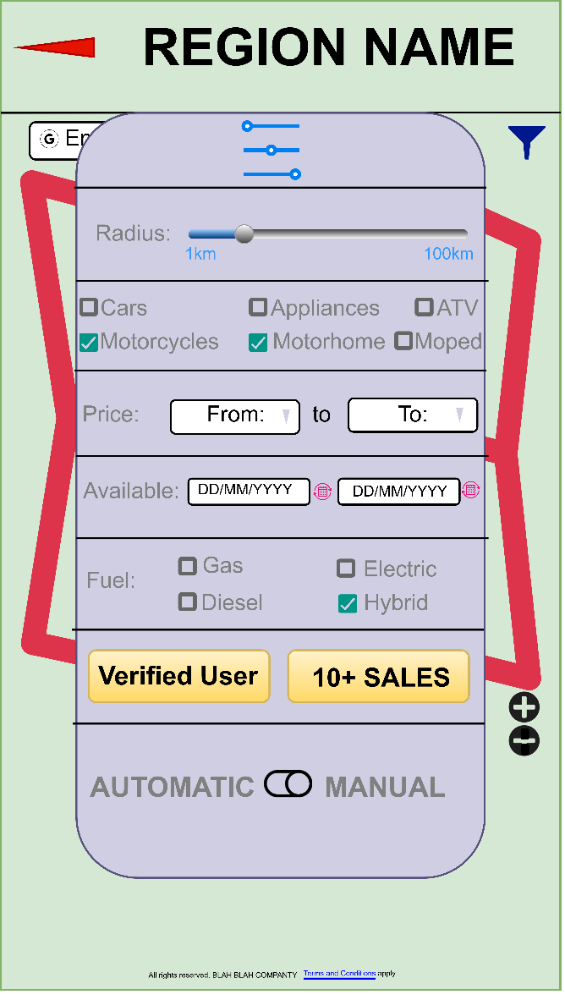 REGION NAME
G En
Radius:
1km 100km
Cars Appliances ATV
Motorcycles Motorhome Moped
Price: From: to To:
Available: DD/MM/YYYY DD/MM/YYYY
Fuel: Gas Electric
Diesel Hybrid
Verified User 10+ SALES
AUTOMATIC MANUAL
All rights reserved. BLAH BLAH COMPANTY Terms and Conditions apply